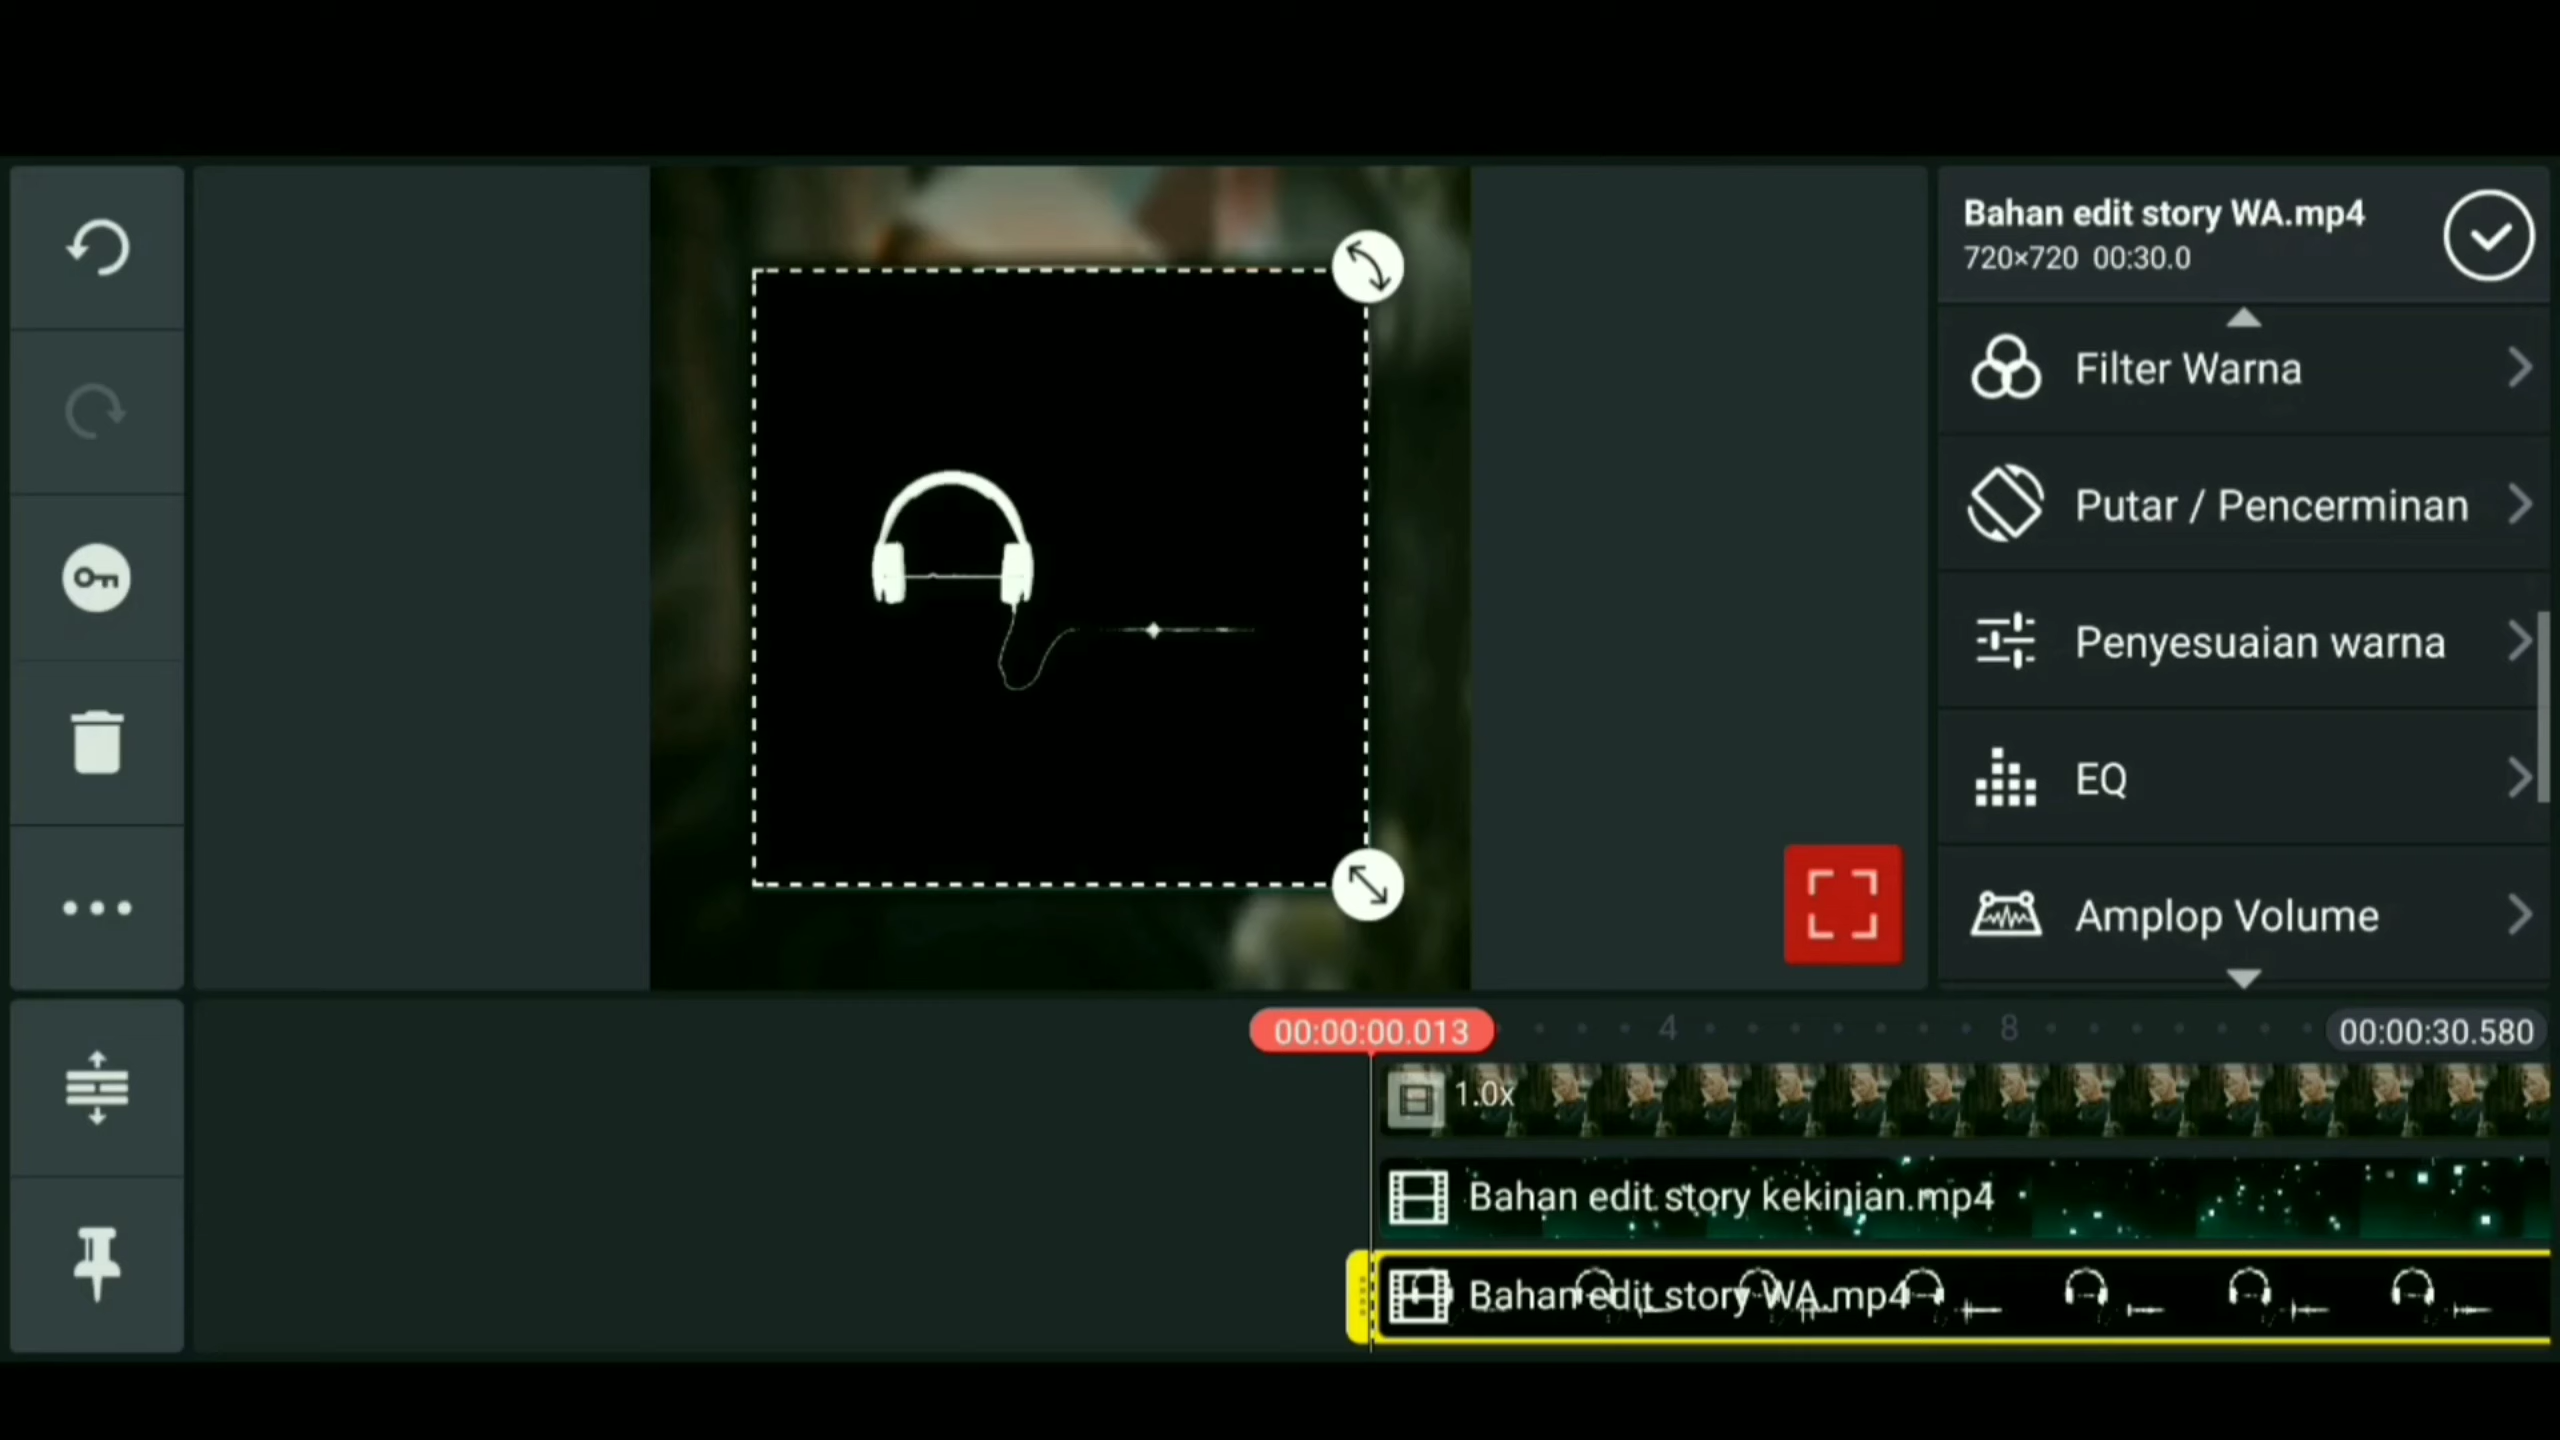 Bahan edit story WA.mp4
720×720 00:30.0
Filter Warna
Putar / Pencerminan
Penyesuaian warna
EQ
Amplop Volume
00:00:00.013
4
8
00:00:30.580
1.0x
Bahan edit story kekinian.mp4
Bahan edit story WA.mp4